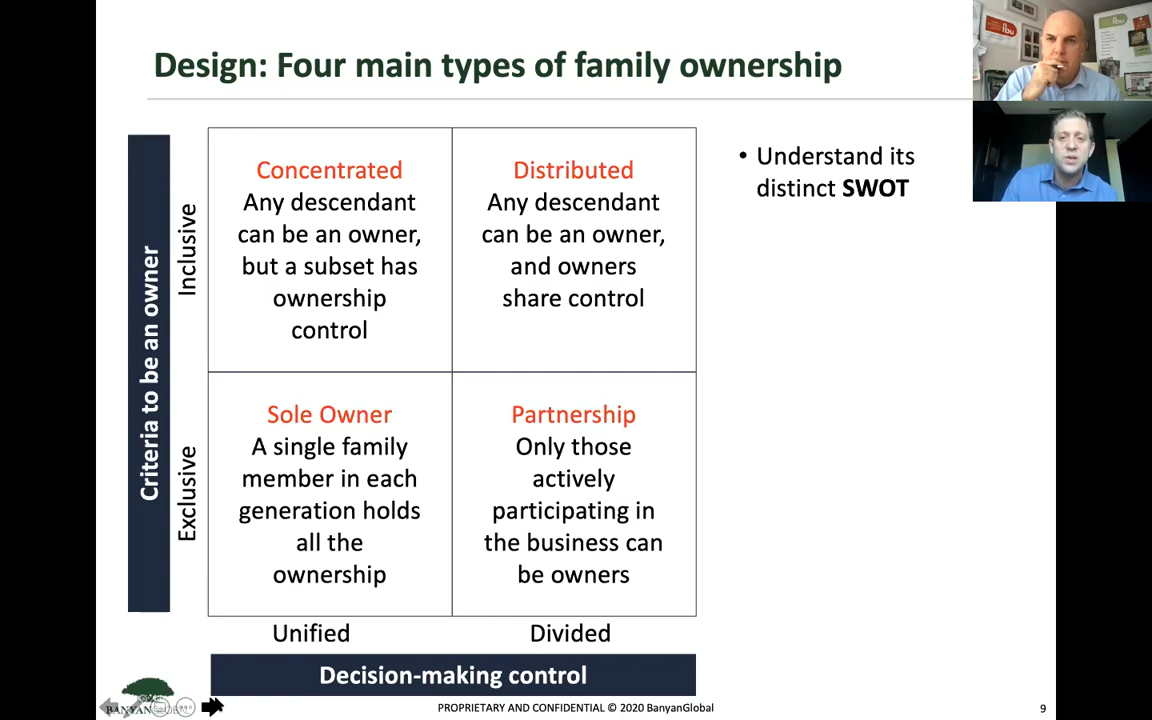 Design: Four main types of family ownership
Criteria to be an owner
Inclusive
Exclusive
Concentrated
Any descendant
can be an owner,
but a subset has
ownership
control
Distributed
Any descendant
can be an owner,
and owners
share control
Sole Owner
A single family
member in each
generation holds
all the
ownership
Partnership
Only those
actively
participating in
the business can
be owners
Unified
Divided
Decision-making control
• Understand its
distinct SWOT
fbu
PROPRIETARY AND CONFIDENTIAL © 2020 BanyanGlobal
9